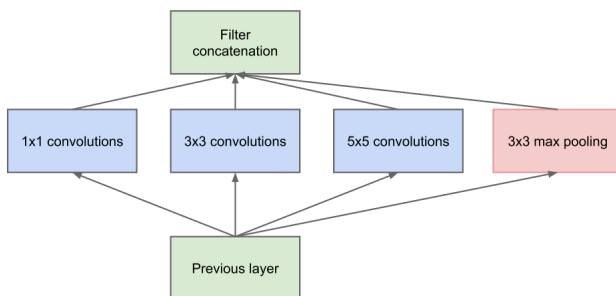 Filter
concatenation
1x1 convolutions
3x3 convolutions
5x5 convolutions
3x3 max pooling
Previous layer